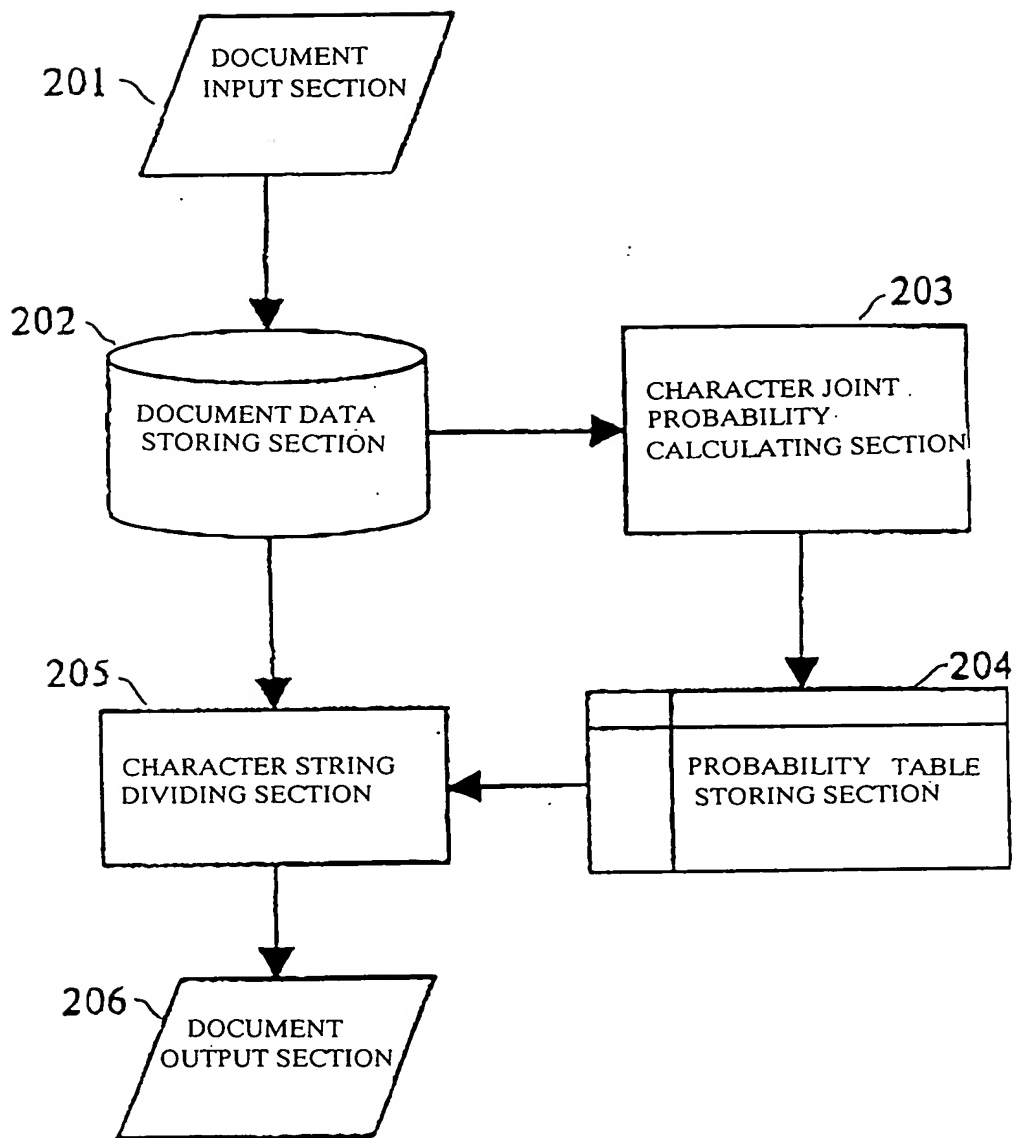 201
DOCUMENT
INPUT SECTION
202
DOCUMENT DATA
STORING SECTION
203
CHARACTER JOINT
PROBABILITY
CALCULATING SECTION
205
CHARACTER STRING
DIVIDING SECTION
204
PROBABILITY TABLE
STORING SECTION
206
DOCUMENT
OUTPUT SECTION